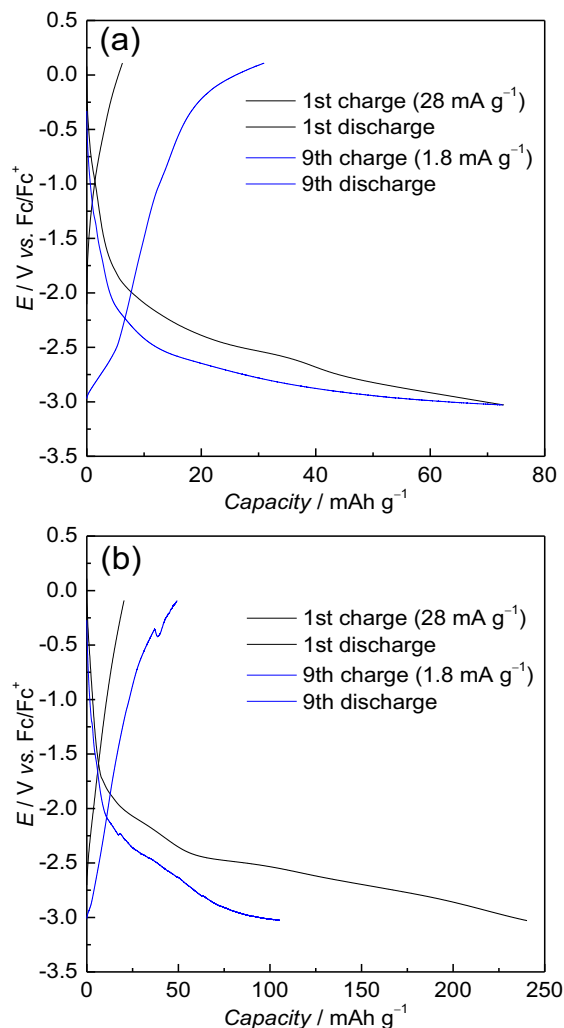 (a)
0.5
0.0
-0.5
-1.0
-1.5
-2.0
-2.5
-3.0
-3.5
E / V vs. Fc/Fc⁺
1st charge (28 mA g⁻¹)
1st discharge
9th charge (1.8 mA g⁻¹)
9th discharge
0 20 40 60 80
Capacity / mAh g⁻¹
(b)
0.5
0.0
-0.5
-1.0
-1.5
-2.0
-2.5
-3.0
-3.5
E / V vs. Fc/Fc⁺
1st charge (28 mA g⁻¹)
1st discharge
9th charge (1.8 mA g⁻¹)
9th discharge
0 50 100 150 200 250
Capacity / mAh g⁻¹